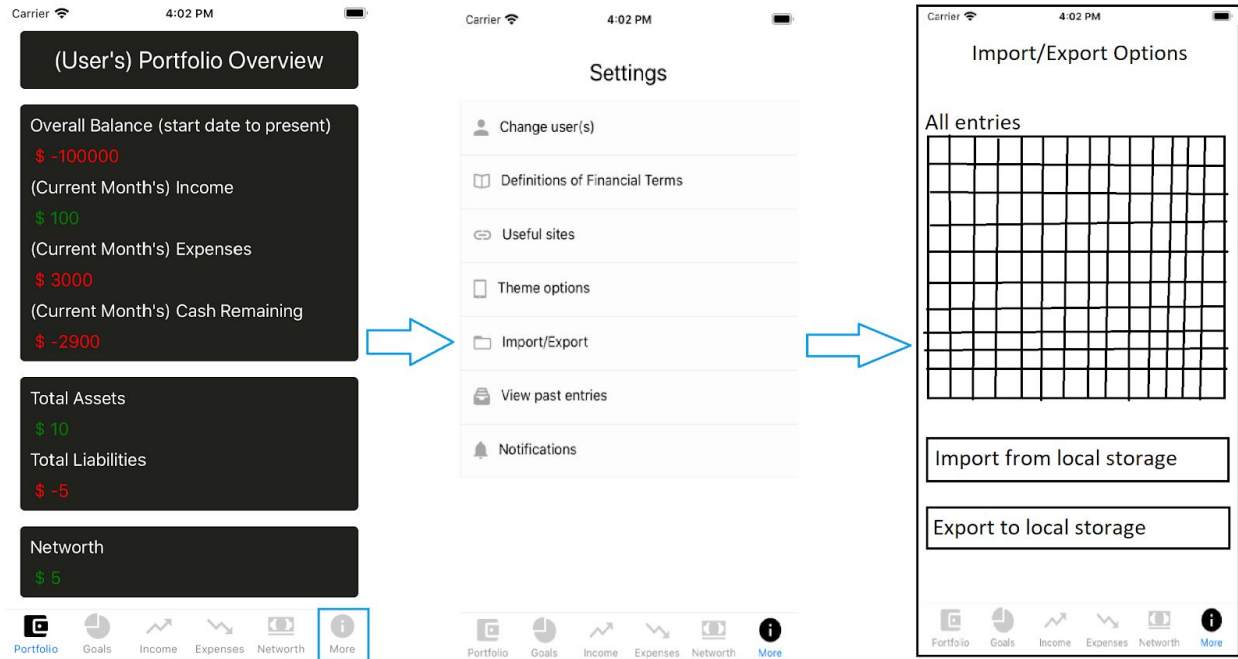 Carrier 4:02 PM
(User's) Portfolio Overview
Overall Balance (start date to present)
$ -100000
(Current Month's) Income
$ 100
(Current Month's) Expenses
$ 3000
(Current Month's) Cash Remaining
$ -2900
Total Assets
$ 10
Total Liabilities
$ -5
Networth
$ 5
Portfolio Goals Income Expenses Networth More
Carrier 4:02 PM
Settings
Change user(s)
Definitions of Financial Terms
Useful sites
Theme options
Import/Export
View past entries
Notifications
Portfolio Goals Income Expenses Networth More
Carrier 4:02 PM
Import/Export Options
All entries
Import from local storage
Export to local storage
Portfolio Goals Income Expenses Networth More